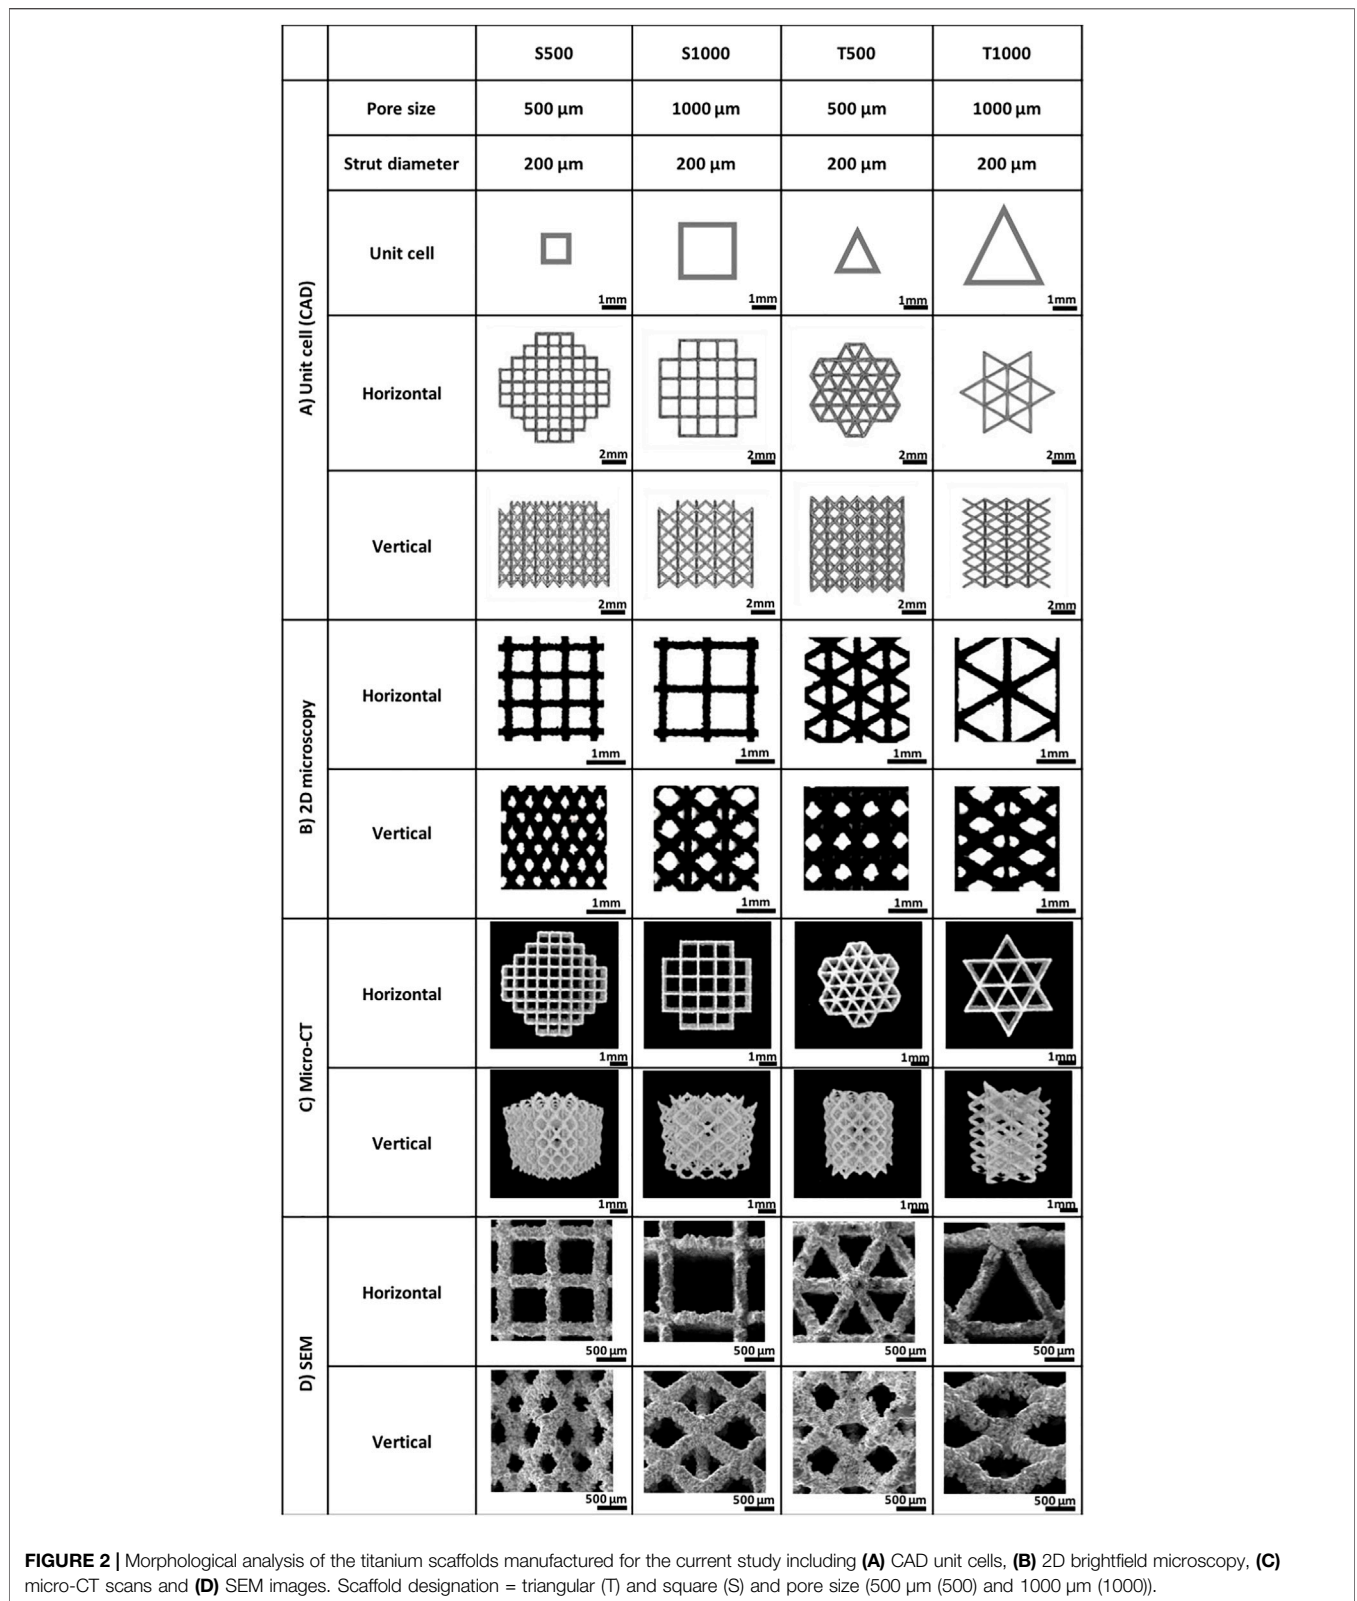 S500 S1000 T500 T1000
Pore size 500 µm 1000 µm 500 µm 1000 µm
Strut diameter 200 µm 200 µm 200 µm 200 µm
A) Unit cell (CAD)
Unit cell
1mm 1mm 1mm 1mm
Horizontal
2mm 2mm 2mm 2mm
Vertical
2mm 2mm 2mm 2mm
B) 2D microscopy
Horizontal
1mm 1mm 1mm 1mm
Vertical
1mm 1mm 1mm 1mm
C) Micro-CT
Horizontal
1mm 1mm 1mm 1mm
Vertical
1mm 1mm 1mm 1mm
D) SEM
Horizontal
500 µm 500 µm 500 µm 500 µm
Vertical
500 µm 500 µm 500 µm 500 µm
FIGURE 2 | Morphological analysis of the titanium scaffolds manufactured for the current study including (A) CAD unit cells, (B) 2D brightfield microscopy, (C)
micro-CT scans and (D) SEM images. Scaffold designation = triangular (T) and square (S) and pore size (500 µm (500) and 1000 µm (1000)).